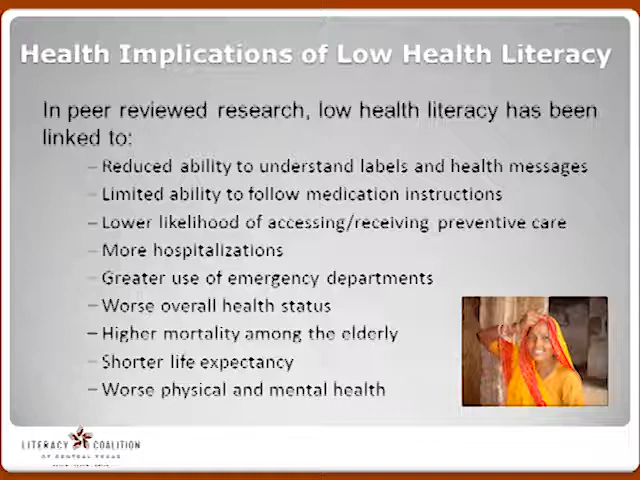 Health Implications of Low Health Literacy
In peer reviewed research, low health literacy has been
linked to:
– Reduced ability to understand labels and health messages
– Limited ability to follow medication instructions
– Lower likelihood of accessing/receiving preventive care
– More hospitalizations
– Greater use of emergency departments
– Worse overall health status
– Higher mortality among the elderly
– Shorter life expectancy
– Worse physical and mental health
LITERACY COALITION
OF CENTRAL TEXAS